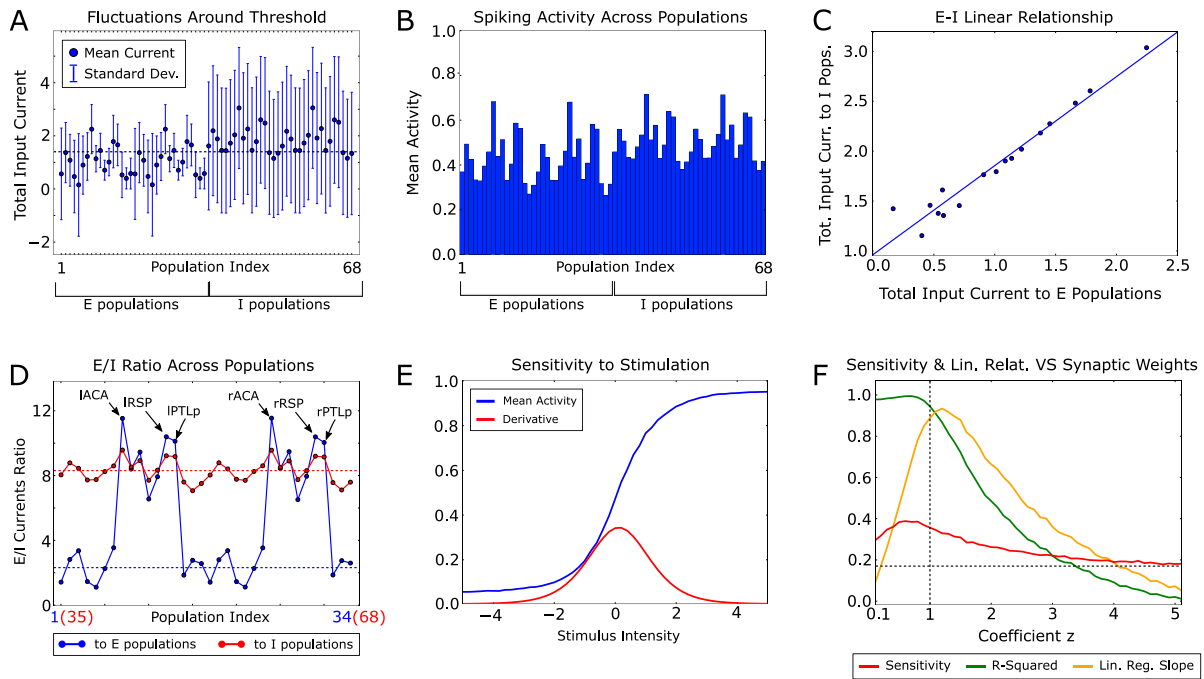 A
Fluctuations Around Threshold
Mean Current
Standard Dev.
Total Input Current
4
2
0
−2
1
Population Index
68
E populations
I populations
B
Spiking Activity Across Populations
Mean Activity
1.0
0.8
0.6
0.4
0.2
0.0
1
Population Index
68
E populations
I populations
C
E-I Linear Relationship
Tot. Input Curr. to I Pops.
3.0
2.5
2.0
1.5
1.0
0.0 0.5 1.0 1.5 2.0 2.5
Total Input Current to E Populations
D
E/I Ratio Across Populations
lACA
lRSP
lPTLp
rACA
rRSP
rPTLp
E/I Currents Ratio
12
8
4
0
1(35)
Population Index
34(68)
to E populations
to I populations
E
Sensitivity to Stimulation
Mean Activity
Derivative
1.0
0.8
0.6
0.4
0.2
0.0
−4 −2 0 2 4
Stimulus Intensity
F
Sensitivity & Lin. Relat. VS Synaptic Weights
1.0
0.8
0.6
0.4
0.2
0.0
0.1 1 2 3 4 5
Coefficient z
Sensitivity
R-Squared
Lin. Reg. Slope